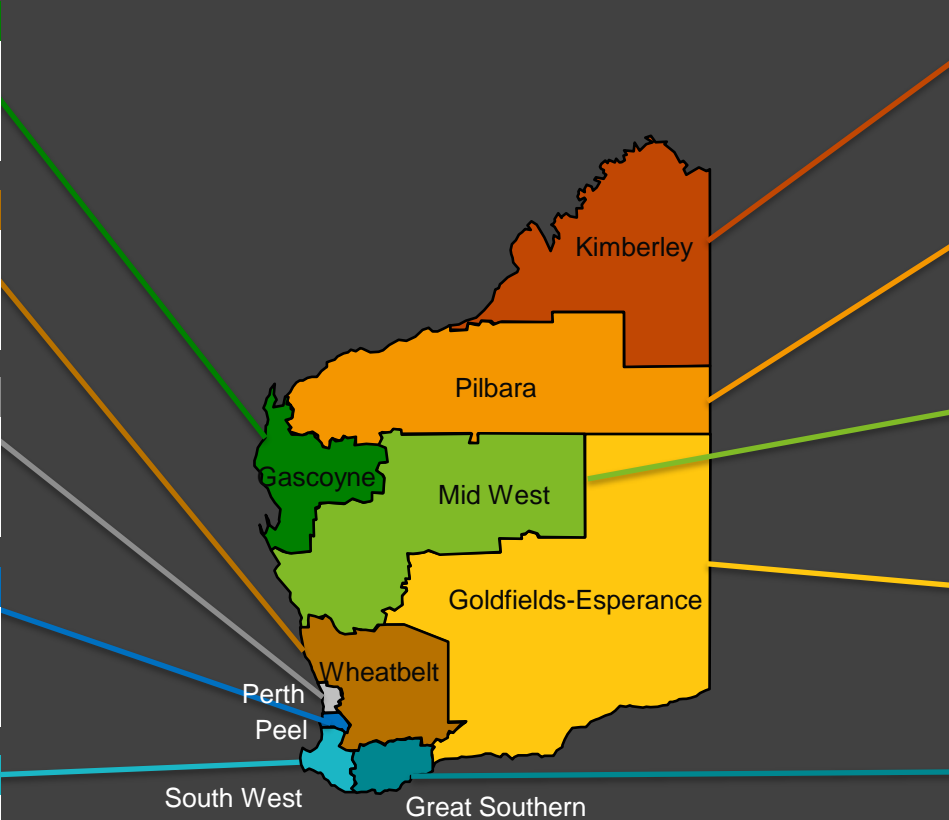 Kimberley
Pilbara
Gascoyne
Mid West
Goldfields-Esperance
Wheatbelt
Perth
Peel
South West
Great Southern